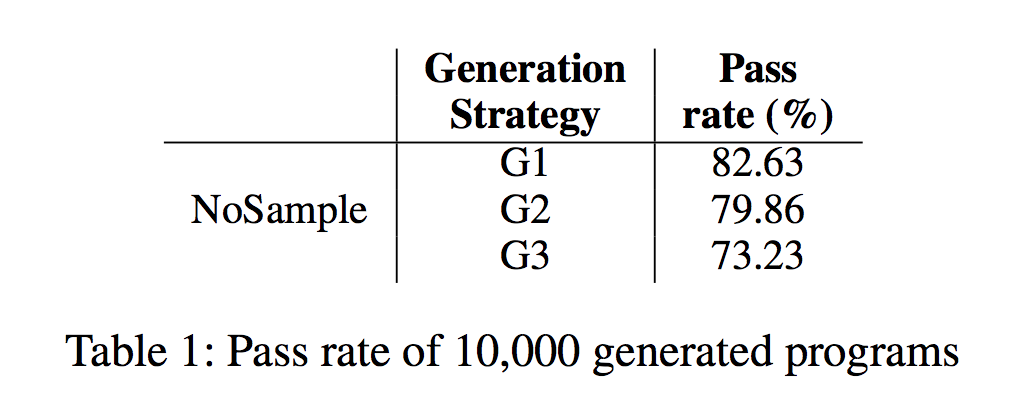 Generation Pass
Strategy rate (%)
G1 82.63
NoSample G2 79.86
G3 73.23
Table 1: Pass rate of 10,000 generated programs